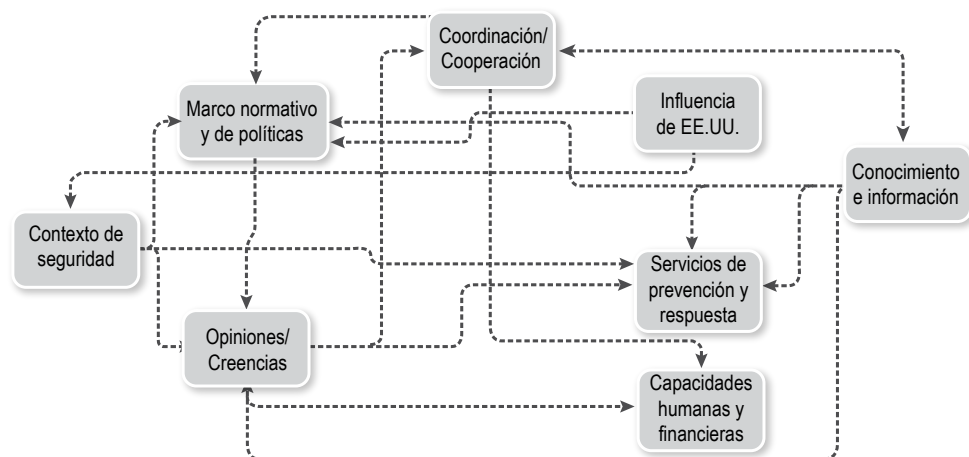 Coordinación/
Cooperación
Marco normativo
y de políticas
Influencia
de EE.UU.
Conocimiento
e información
Contexto de
seguridad
Servicios de
prevención y
respuesta
Opiniones/
Creencias
Capacidades
humanas y
financieras